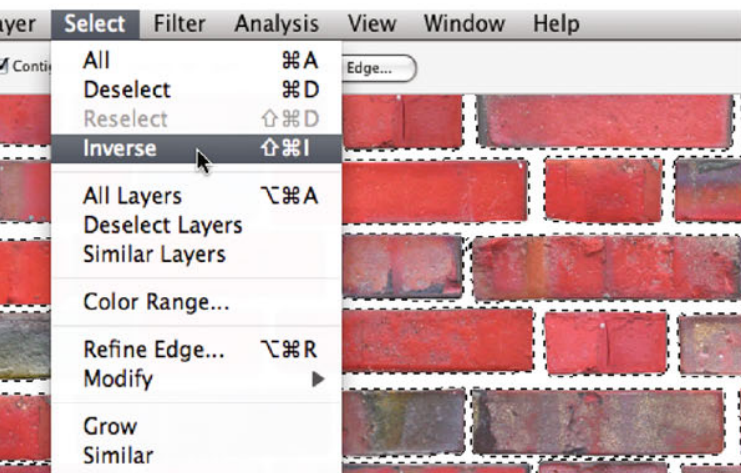 ayer Select Filter Analysis View Window Help
Contig Edge...
All ⌘A
Deselect ⌘D
Reselect ⇧⌘D
Inverse ⇧⌘I
All Layers ⌥⌘A
Deselect Layers
Similar Layers
Color Range...
Refine Edge... ⌥⌘R
Modify
Grow
Similar